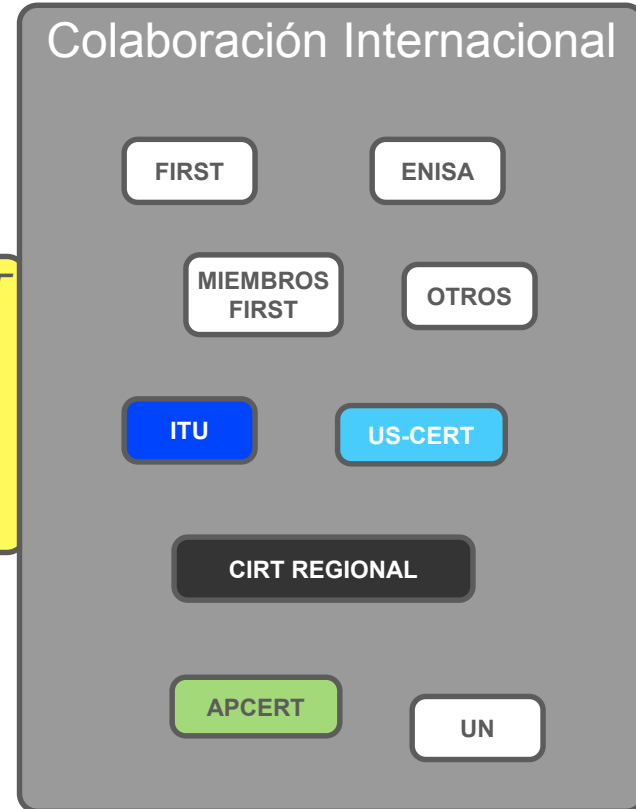 Colaboración Internacional
FIRST
ENISA
MIEMBROS
FIRST
OTROS
ITU
US-CERT
CIRT REGIONAL
APCERT
UN